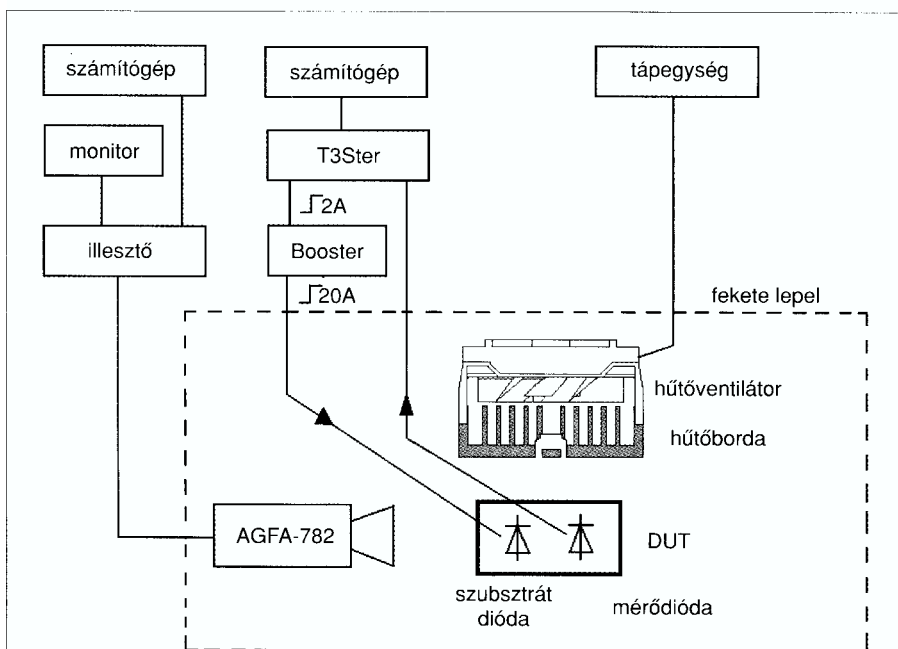 számítógép
számítógép
tápegység
monitor
T3Ster
2A
illesztő
Booster
20A
fekete lepel
hűtőventilátor
hűtőborda
AGFA-782
DUT
szubsztrát
dióda
mérődióda